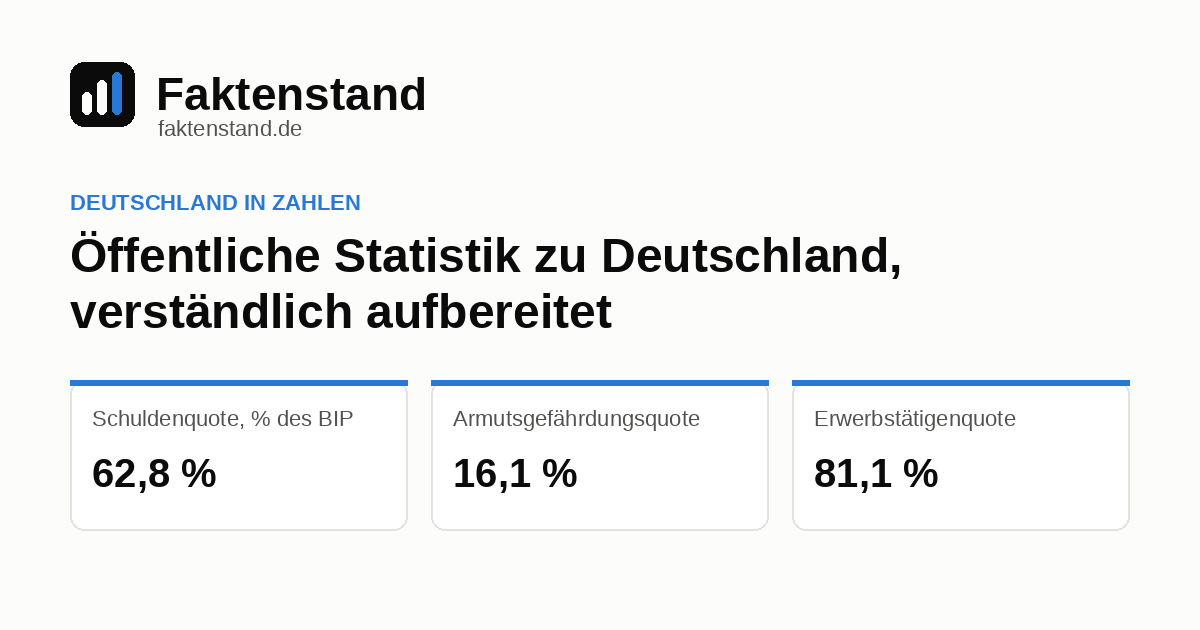 Faktenstand
faktenstand.de
DEUTSCHLAND IN ZAHLEN
Öffentliche Statistik zu Deutschland,
verständlich aufbereitet
Schuldenquote, % des BIP
62,8 %
Armutsgefährdungsquote
16,1 %
Erwerbstätigenquote
81,1 %